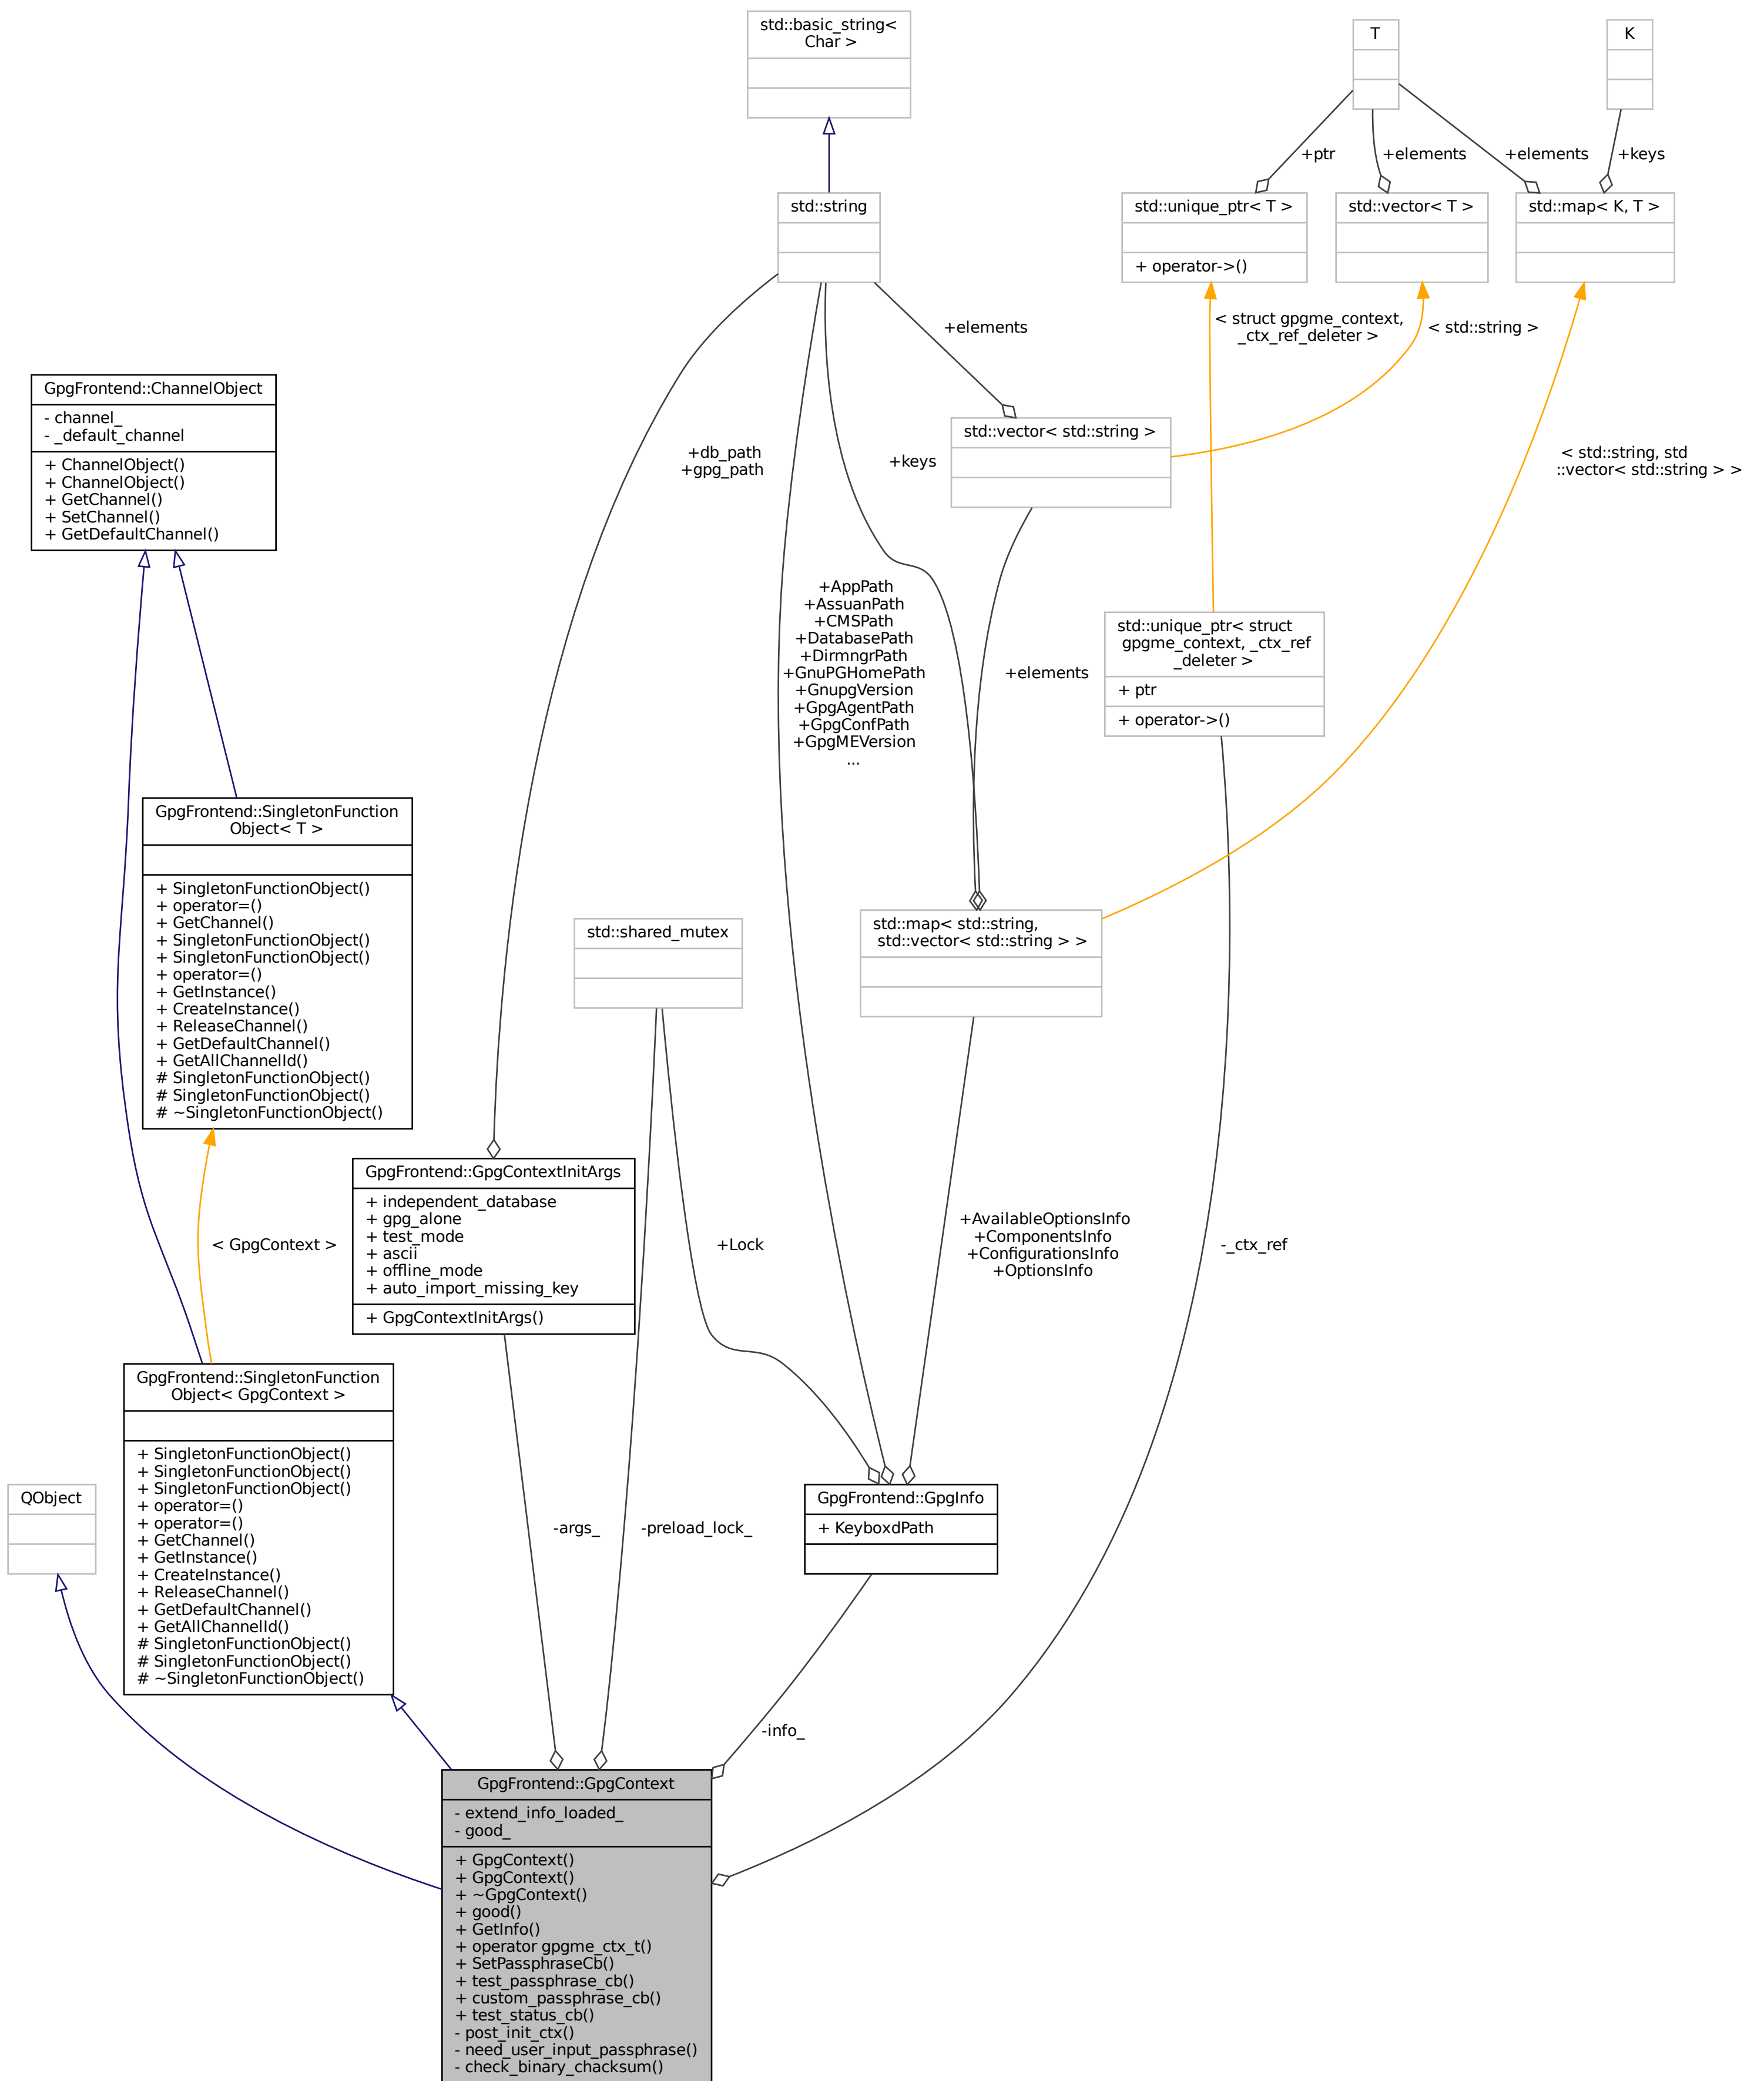 std::basic_string<
Char >
T
K
+ptr
+elements
+elements
+keys
std::string
std::unique_ptr< T >
+ operator->()
std::vector< T >
std::map< K, T >
+elements
< struct gpgme_context,
_ctx_ref_deleter >
< std::string >
GpgFrontend::ChannelObject
- channel_
- _default_channel
+ ChannelObject()
+ ChannelObject()
+ GetChannel()
+ SetChannel()
+ GetDefaultChannel()
+db_path
+gpg_path
+keys
std::vector< std::string >
< std::string, std
::vector< std::string > >
+AppPath
+AssuanPath
+CMSPath
+DatabasePath
+DirmngrPath
+GnuPGHomePath
+GnupgVersion
+GpgAgentPath
+GpgConfPath
+GpgMEVersion
...
+elements
std::unique_ptr< struct
gpgme_context, _ctx_ref
_deleter >
+ ptr
+ operator->()
GpgFrontend::SingletonFunction
Object< T >
+ SingletonFunctionObject()
+ operator=()
+ GetChannel()
+ SingletonFunctionObject()
+ SingletonFunctionObject()
+ operator=()
+ GetInstance()
+ CreateInstance()
+ ReleaseChannel()
+ GetDefaultChannel()
+ GetAllChannelId()
# SingletonFunctionObject()
# SingletonFunctionObject()
# ~SingletonFunctionObject()
std::shared_mutex
std::map< std::string,
std::vector< std::string > >
GpgFrontend::GpgContextInitArgs
+ independent_database
+ gpg_alone
+ test_mode
+ ascii
+ offline_mode
+ auto_import_missing_key
+ GpgContextInitArgs()
< GpgContext >
+Lock
+AvailableOptionsInfo
+ComponentsInfo
+ConfigurationsInfo
+OptionsInfo
-_ctx_ref
GpgFrontend::SingletonFunction
Object< GpgContext >
+ SingletonFunctionObject()
+ SingletonFunctionObject()
+ SingletonFunctionObject()
+ operator=()
+ operator=()
+ GetChannel()
+ GetInstance()
+ CreateInstance()
+ ReleaseChannel()
+ GetDefaultChannel()
+ GetAllChannelId()
# SingletonFunctionObject()
# SingletonFunctionObject()
# ~SingletonFunctionObject()
QObject
-args_
-preload_lock_
GpgFrontend::GpgInfo
+ KeyboxdPath
-info_
GpgFrontend::GpgContext
- extend_info_loaded_
- good_
+ GpgContext()
+ GpgContext()
+ ~GpgContext()
+ good()
+ GetInfo()
+ operator gpgme_ctx_t()
+ SetPassphraseCb()
+ test_passphrase_cb()
+ custom_passphrase_cb()
+ test_status_cb()
- post_init_ctx()
- need_user_input_passphrase()
- check_binary_chacksum()